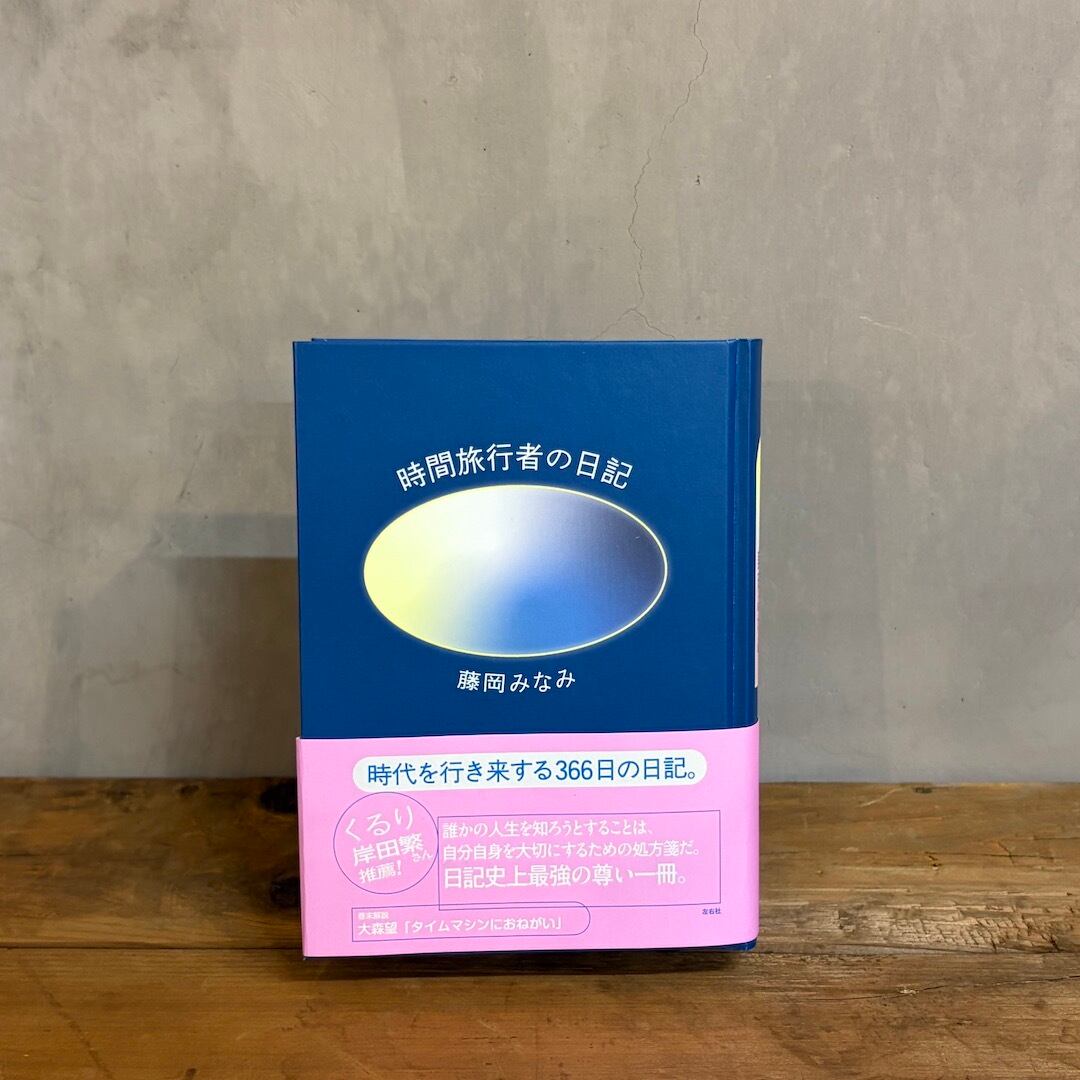 時間旅行者の日記
藤岡みなみ
時代を行き来する366日の日記。
くるり
岸田繁さん
推薦!
誰かの人生を知ろうとすることは、
自分自身を大切にするための処方箋だ。
日記史上最強の尊い一冊。
巻末解説
大森望「タイムマシンにおねがい」
左右社